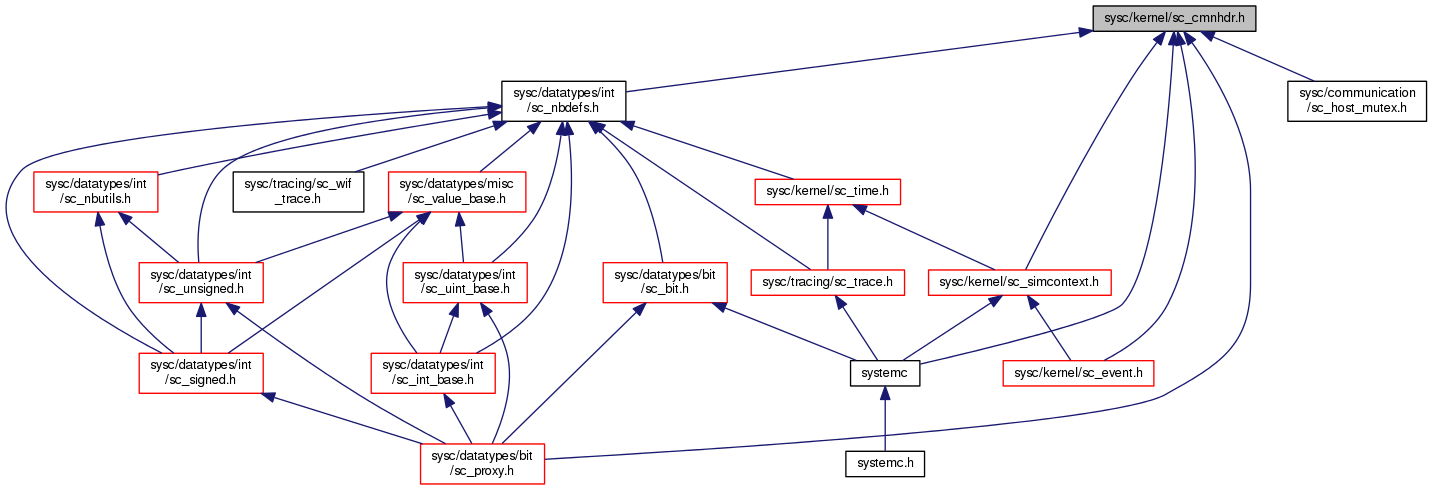 sysc/kernel/sc_cmnhdr.h
sysc/datatypes/int
/sc_nbdefs.h
sysc/communication
/sc_host_mutex.h
sysc/datatypes/int
/sc_nbutils.h
sysc/tracing/sc_wif
_trace.h
sysc/datatypes/misc
/sc_value_base.h
sysc/kernel/sc_time.h
sysc/datatypes/int
/sc_unsigned.h
sysc/datatypes/int
/sc_uint_base.h
sysc/datatypes/bit
/sc_bit.h
sysc/tracing/sc_trace.h
sysc/kernel/sc_simcontext.h
sysc/datatypes/int
/sc_signed.h
sysc/datatypes/int
/sc_int_base.h
systemc
sysc/kernel/sc_event.h
sysc/datatypes/bit
/sc_proxy.h
systemc.h